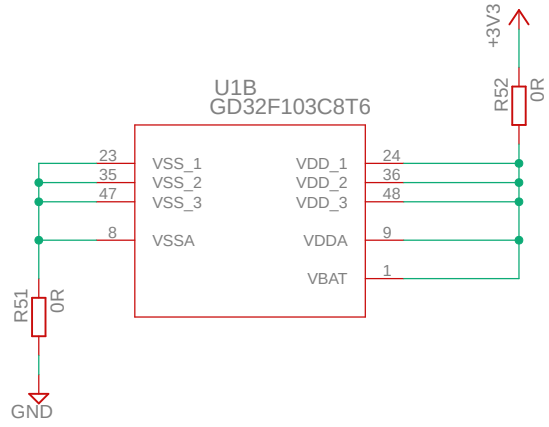 +3V3
R52
0R
U1B
GD32F103C8T6
23 VSS_1 VDD_1 24
35 VSS_2 VDD_2 36
47 VSS_3 VDD_3 48
8 VSSA VDDA 9
VBAT 1
R51
0R
GND